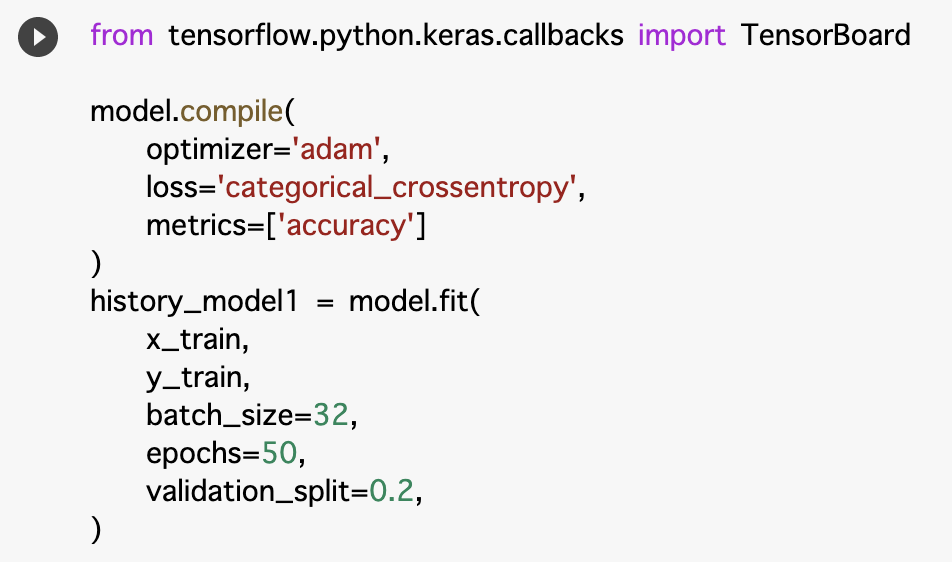 from tensorflow.python.keras.callbacks import TensorBoard

model.compile(
    optimizer='adam',
    loss='categorical_crossentropy',
    metrics=['accuracy']
)
history_model1 = model.fit(
    x_train,
    y_train,
    batch_size=32,
    epochs=50,
    validation_split=0.2,
)